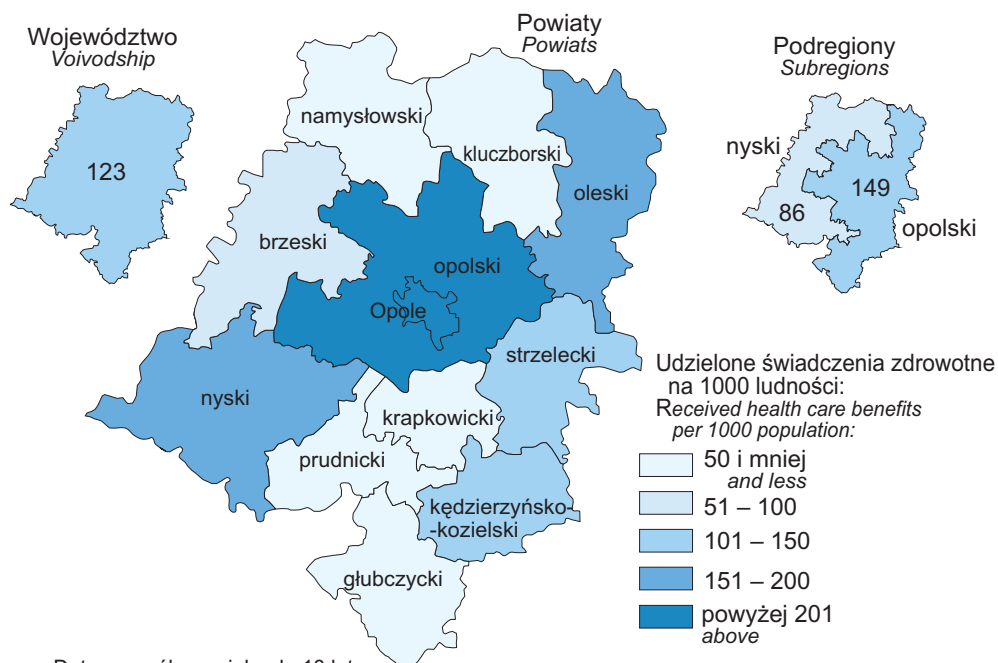 Województwo
Voivodship
123
Powiaty
Powiats
namysłowski
kluczborski
oleski
brzeski
opolski
Opole
strzelecki
nyski
krapkowicki
prudnicki
kędzierzyńsko-
-kozielski
głubczycki
Podregiony
Subregions
nyski
149
86
opolski
Udzielone świadczenia zdrowotne
na 1000 ludności:
Received health care benefits
per 1000 population:
50 i mniej
and less
51 – 100
101 – 150
151 – 200
powyżej 201
above